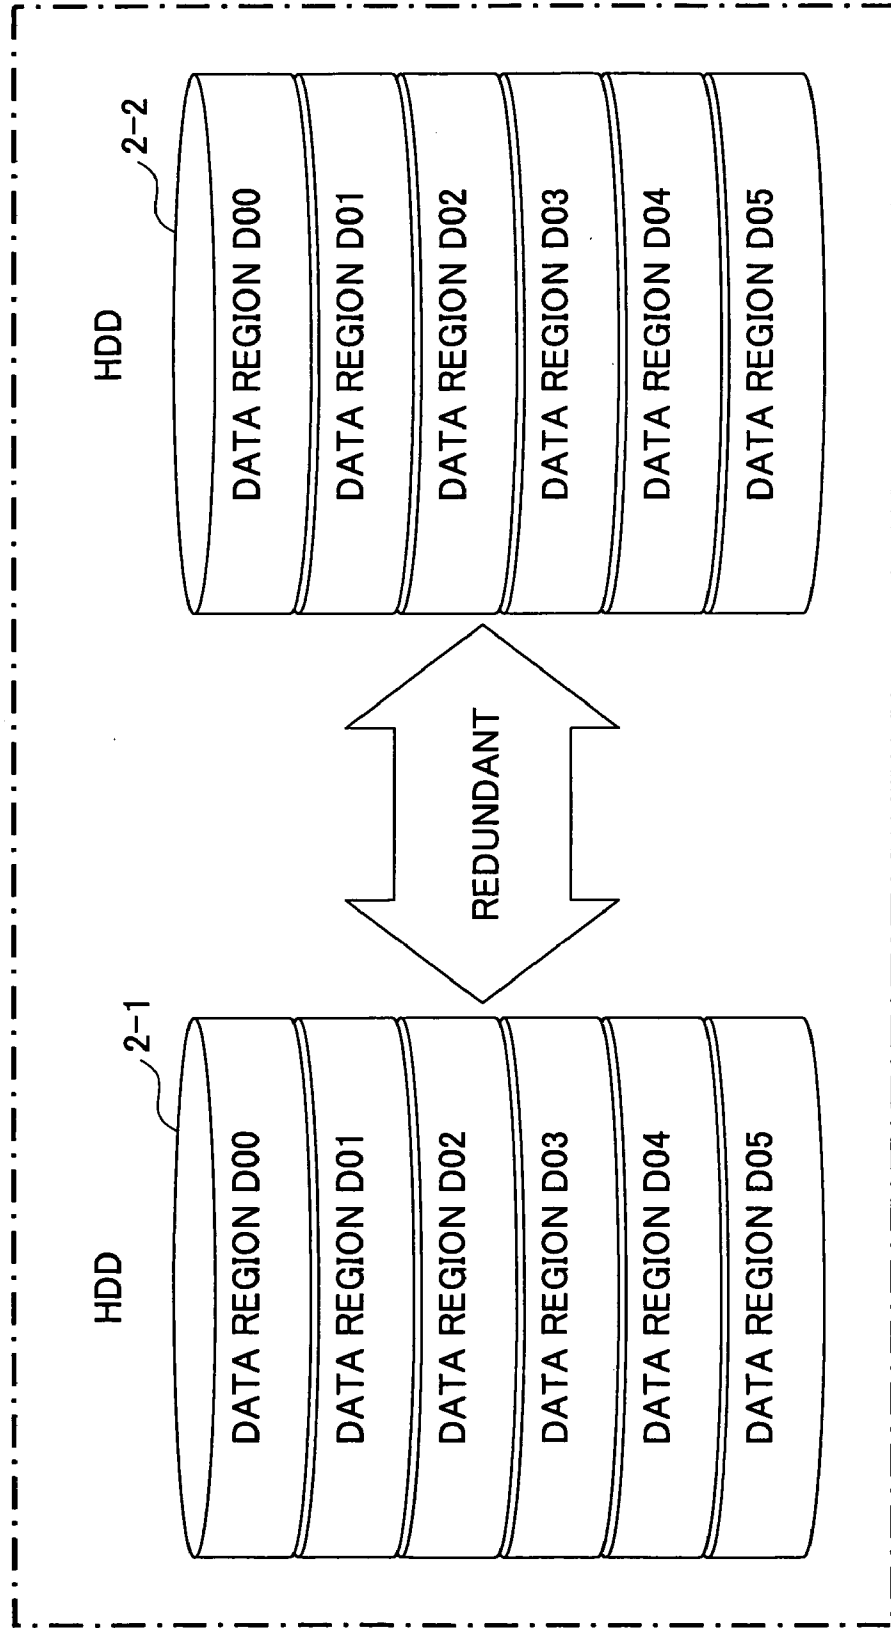 HDD
2-1
DATA REGION D00
DATA REGION D01
DATA REGION D02
DATA REGION D03
DATA REGION D04
DATA REGION D05
REDUNDANT
HDD
2-2
DATA REGION D00
DATA REGION D01
DATA REGION D02
DATA REGION D03
DATA REGION D04
DATA REGION D05